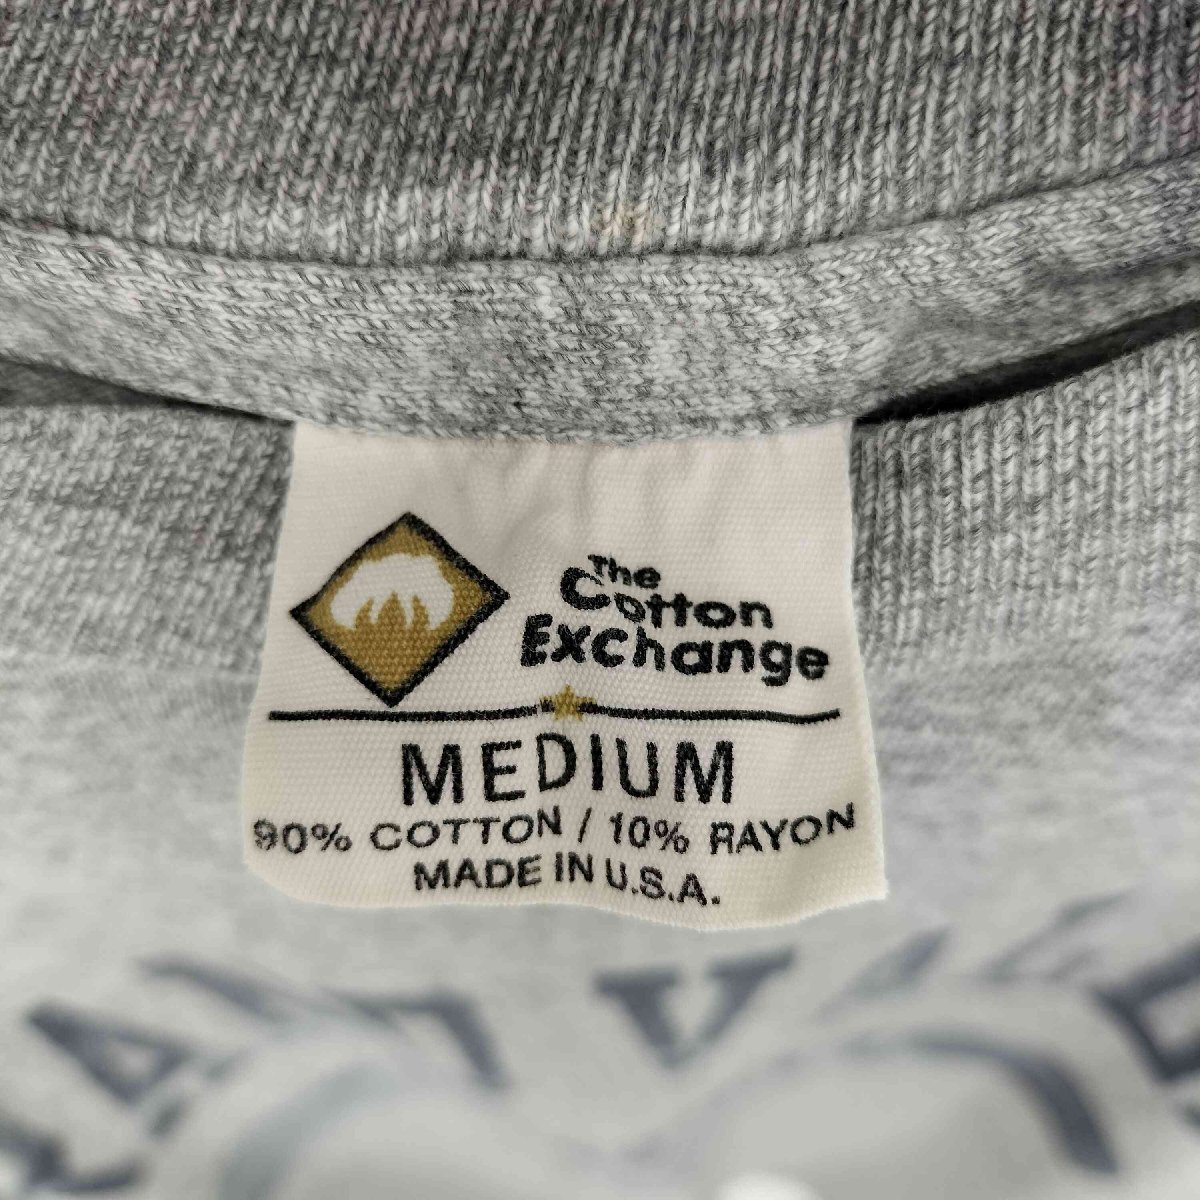 The
Cotton
Exchange
MEDIUM
90% COTTON / 10% RAYON
MADE IN U.S.A.